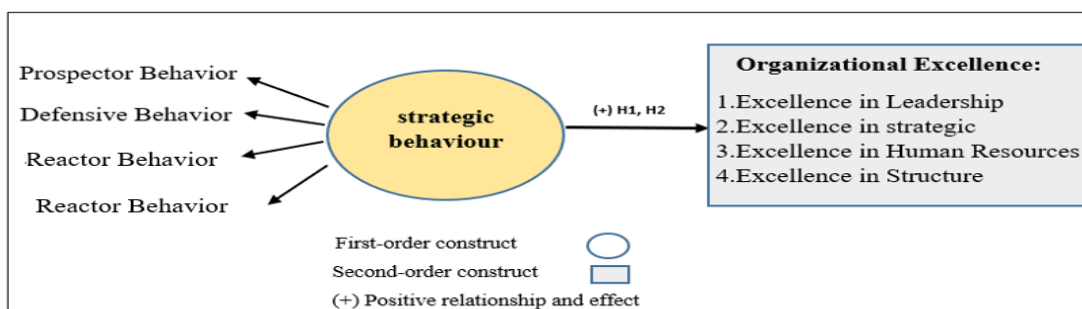 Prospector Behavior
Defensive Behavior
Reactor Behavior
Reactor Behavior
strategic
behaviour
(+) H1, H2
Organizational Excellence:
1.Excellence in Leadership
2.Excellence in strategic
3.Excellence in Human Resources
4.Excellence in Structure
First-order construct
Second-order construct
(+) Positive relationship and effect